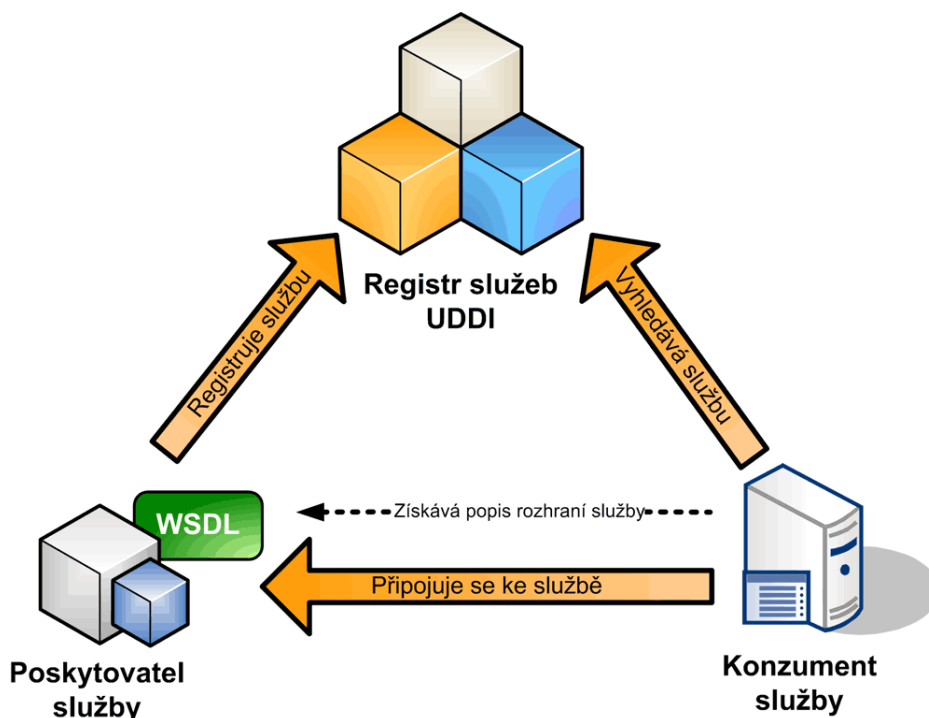 Registr služeb
UDDI
Registruje službu
Vyhledává službu
WSDL
Získává popis rozhraní služby
Připojuje se ke službě
Poskytovatel
služby
Konzument
služby